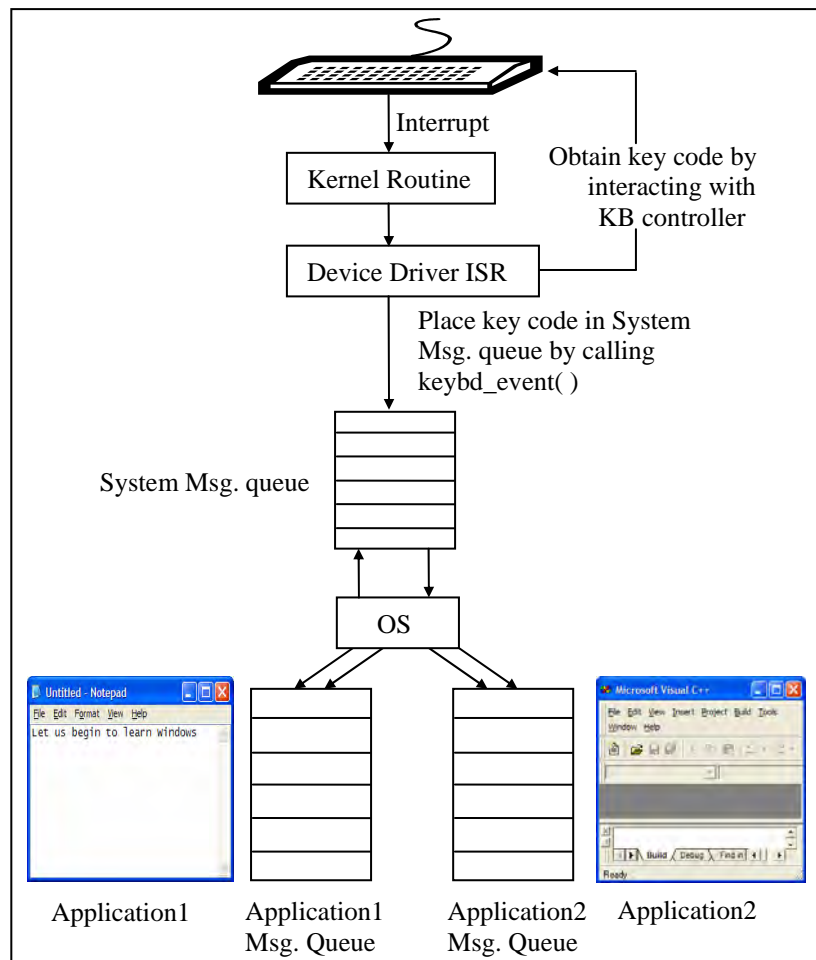 Interrupt
Kernel Routine
Obtain key code by
interacting with
KB controller
Device Driver ISR
Place key code in System
Msg. queue by calling
keybd_event( )
System Msg. queue
OS
Untitled - Notepad
File Edit Format View Help
Let us begin to learn Windows
Microsoft Visual C++
File Edit View Insert Project Build Tools
Window Help
Build Debug Find in
Ready
Application1
Application1
Msg. Queue
Application2
Msg. Queue
Application2